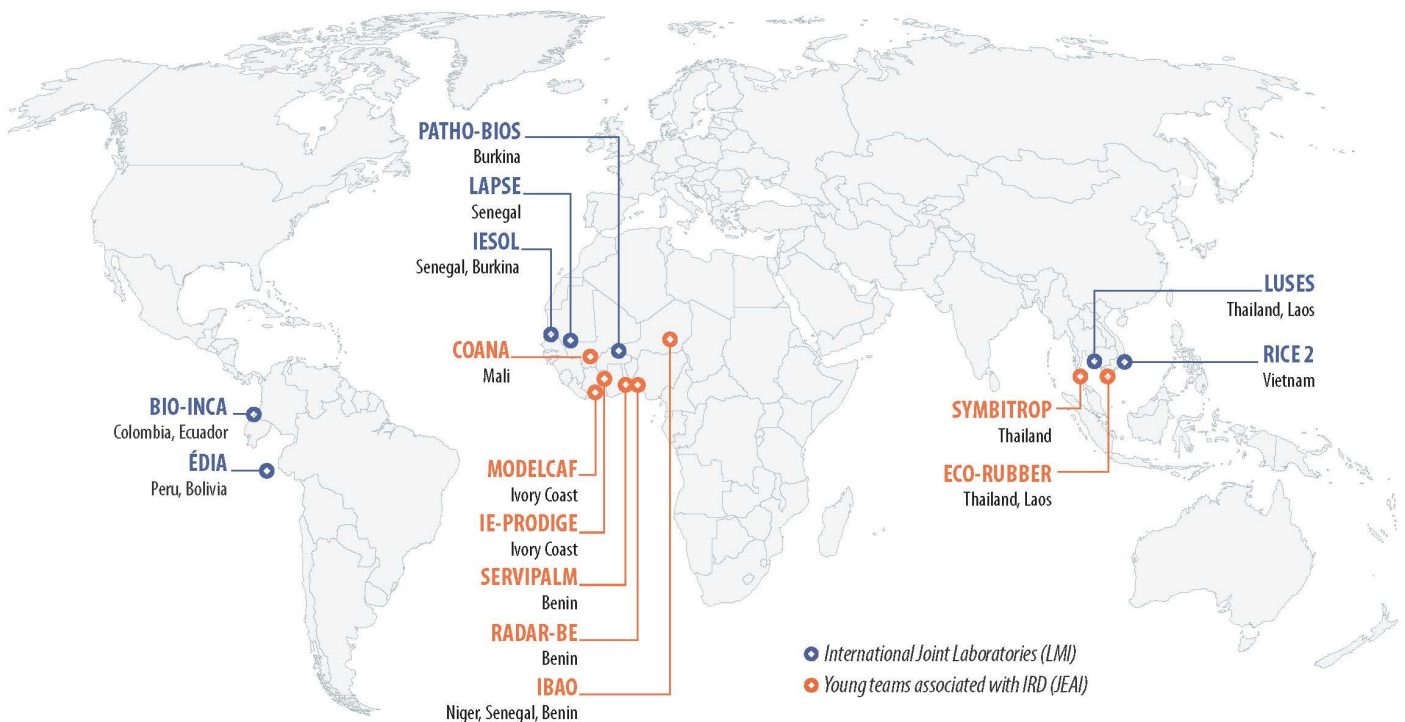 PATHO-BIOS
Burkina
LAPSE
Senegal
IESOL
Senegal, Burkina
COANA
Mali
BIO-INCA
Colombia, Ecuador
ÉDIA
Peru, Bolivia
MODELCAF
Ivory Coast
IE-PRODIGE
Ivory Coast
SERVIPALM
Benin
RADAR-BE
Benin
IBAO
Niger, Senegal, Benin
LUSES
Thailand, Laos
RICE 2
Vietnam
SYMBITROP
Thailand
ECO-RUBBER
Thailand, Laos
International Joint Laboratories (LMI)
Young teams associated with IRD (JEAI)